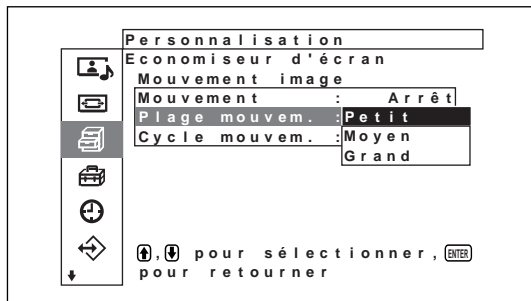 Personnalisation
Economiseur d'écran
Mouvement image
Mouvement : Arrêt
Plage mouvem. : Petit
Cycle mouvem. : Moyen
Grand
, pour sélectionner, ENTER
pour retourner